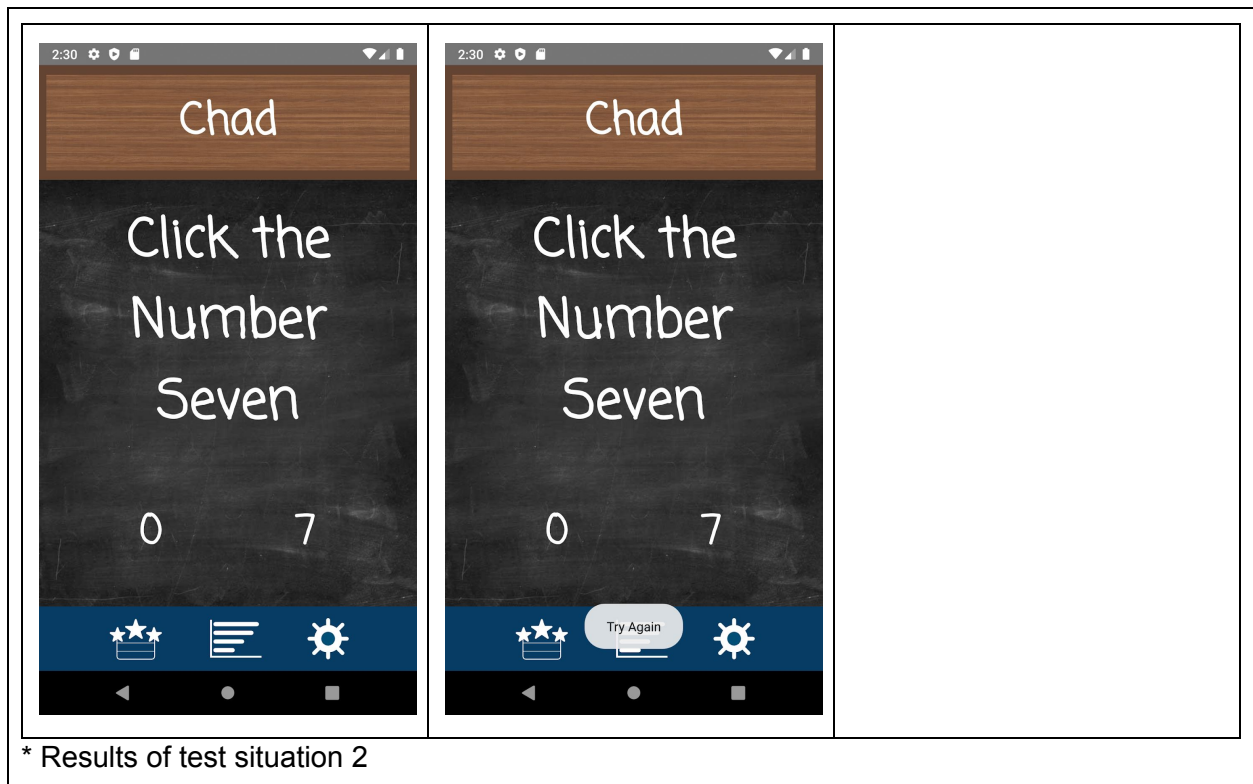 2:30
Chad
Click the
Number
Seven
0 7
2:30
Chad
Click the
Number
Seven
0 7
Try Again
* Results of test situation 2